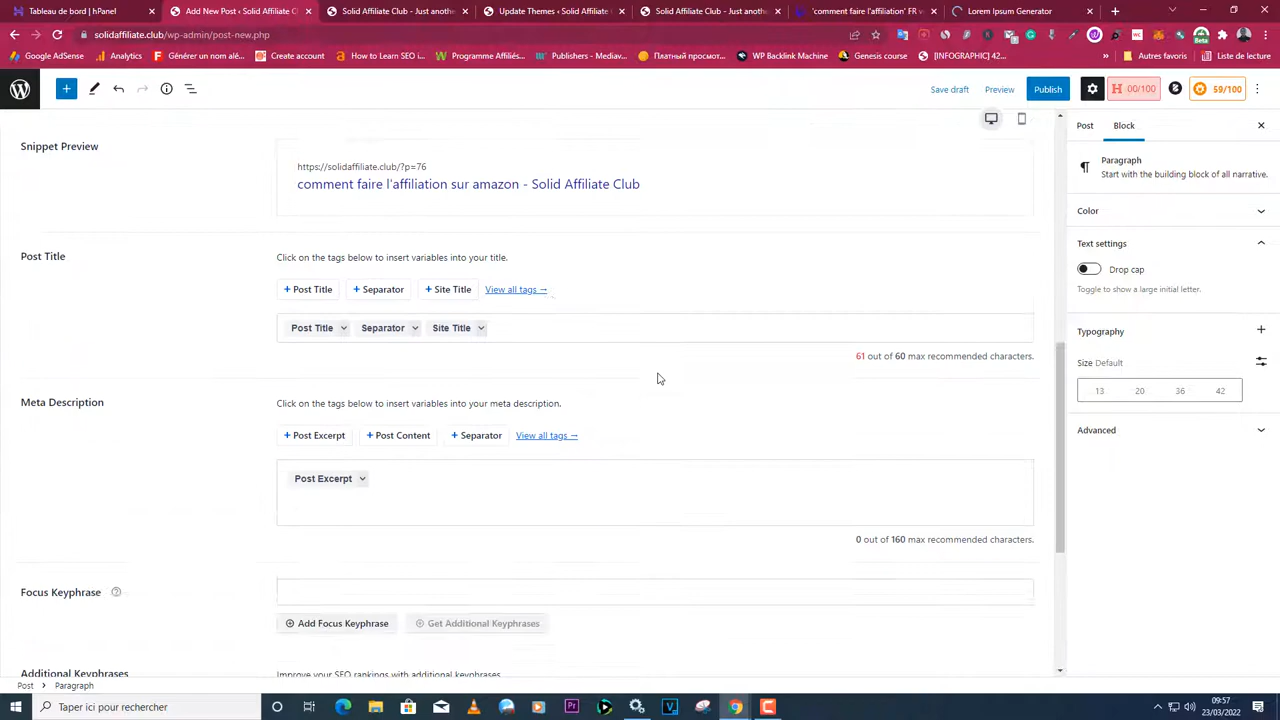 Tableau de bord | hPanel
Add New Post ‹ Solid Affiliate C
Solid Affiliate Club - Just anothe
Update Themes ‹ Solid Affiliate C
Solid Affiliate Club - Just anothe
'comment faire l'affiliation' FR v
Lorem Ipsum Generator
solidaffiliate.club/wp-admin/post-new.php
Google AdSense
Analytics
Générer un nom alé...
Create account
How to Learn SEO i...
Programme Affiliés...
Publishers - Mediav...
Платный просмот...
WP Backlink Machine
Genesis course
[INFOGRAPHIC] 42...
Autres favoris
Liste de lecture
Save draft
Preview
Publish
00/100
59/100
Post
Block
Snippet Preview
https://solidaffiliate.club/?p=76
comment faire l'affiliation sur amazon - Solid Affiliate Club
Paragraph
Start with the building block of all narrative.
Color
Text settings
Drop cap
Toggle to show a large initial letter.
Typography
Size Default
13 20 36 42
Advanced
Post Title
Click on the tags below to insert variables into your title.
+ Post Title
+ Separator
+ Site Title
View all tags →
Post Title
Separator
Site Title
61 out of 60 max recommended characters.
Meta Description
Click on the tags below to insert variables into your meta description.
+ Post Excerpt
+ Post Content
+ Separator
View all tags →
Post Excerpt
0 out of 160 max recommended characters.
Focus Keyphrase
Add Focus Keyphrase
Get Additional Keyphrases
Additional Keyphrases
Improve your SEO rankings with additional keyphrases.
Post
Paragraph
Taper ici pour rechercher
09:57
23/03/2022